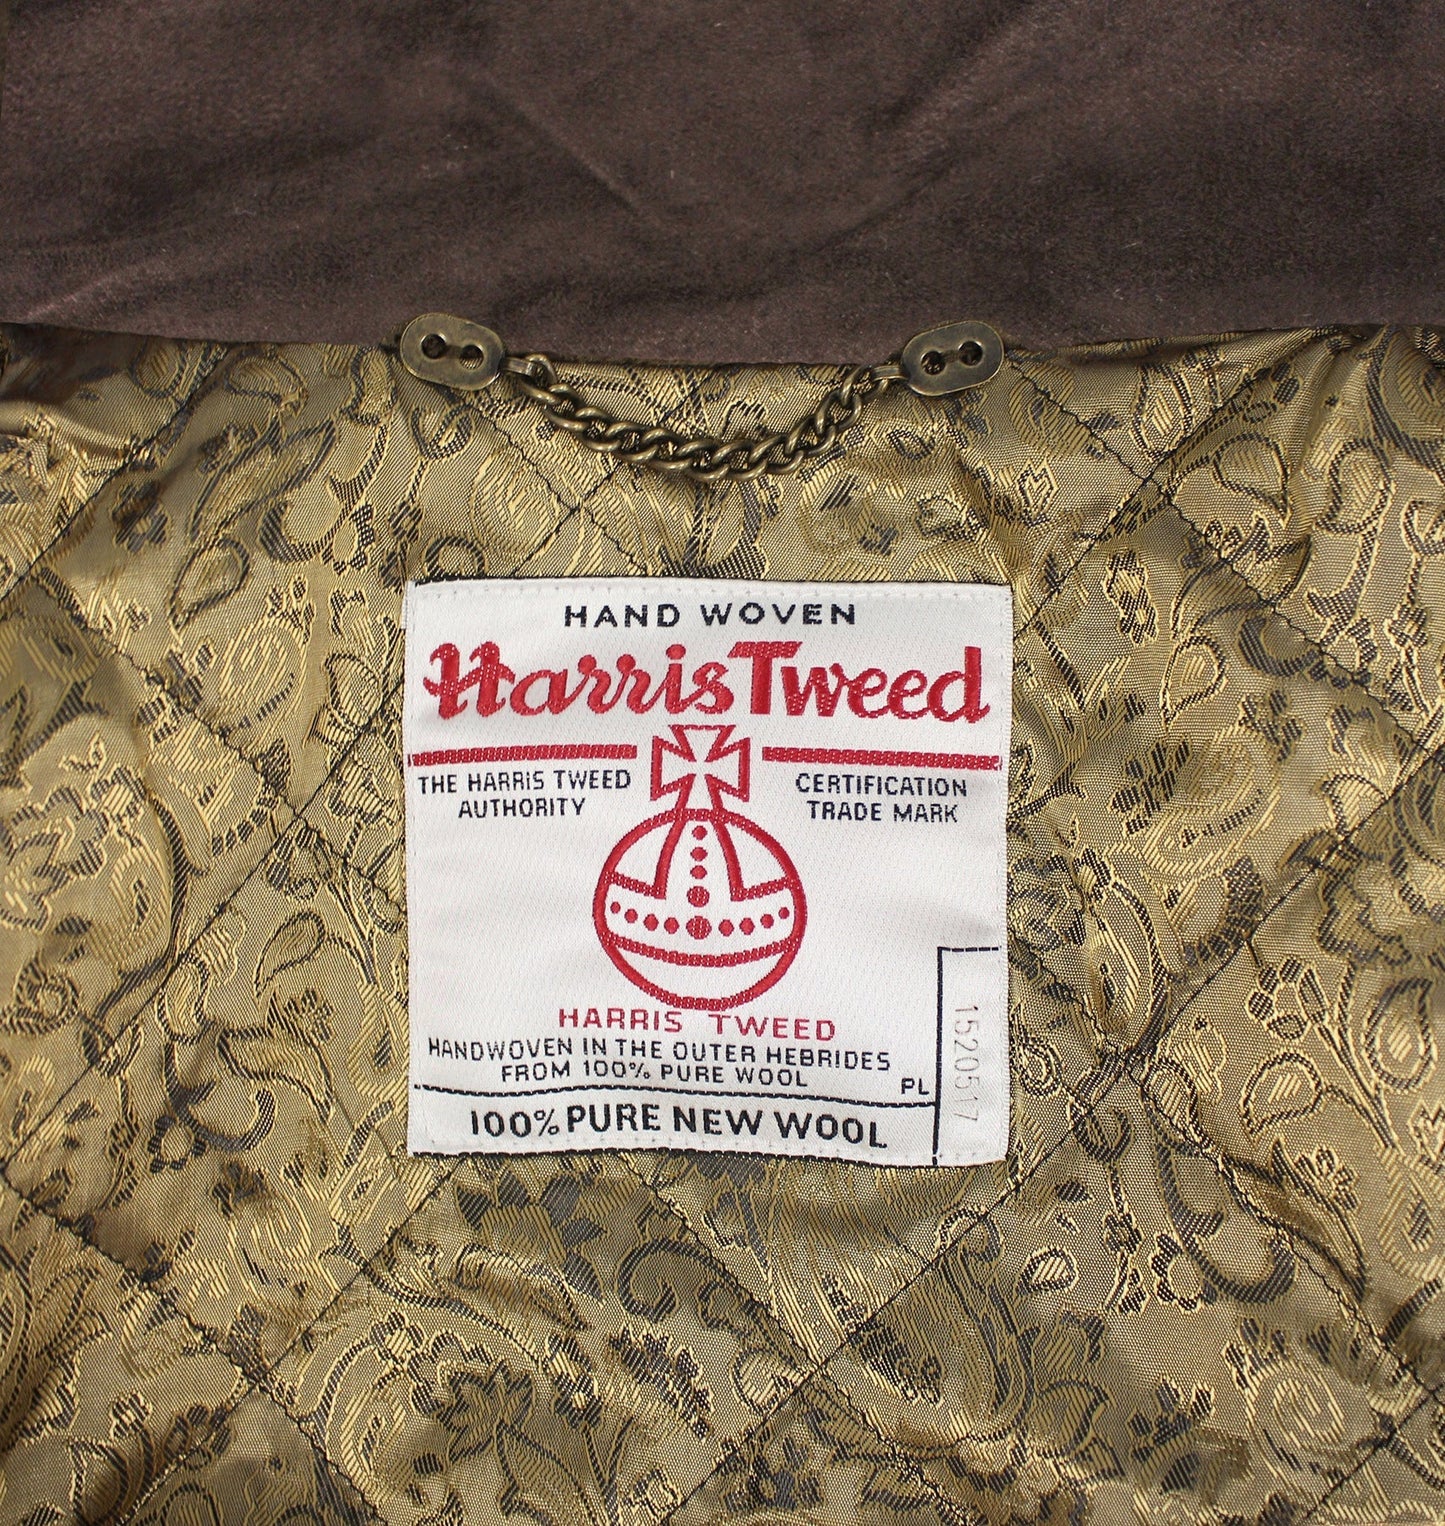 HAND WOVEN
Harris Tweed
THE HARRIS TWEED
AUTHORITY
CERTIFICATION
TRADE MARK
HARRIS TWEED
HANDWOVEN IN THE OUTER HEBRIDES
FROM 100% PURE WOOL
PL
100% PURE NEW WOOL
1520517